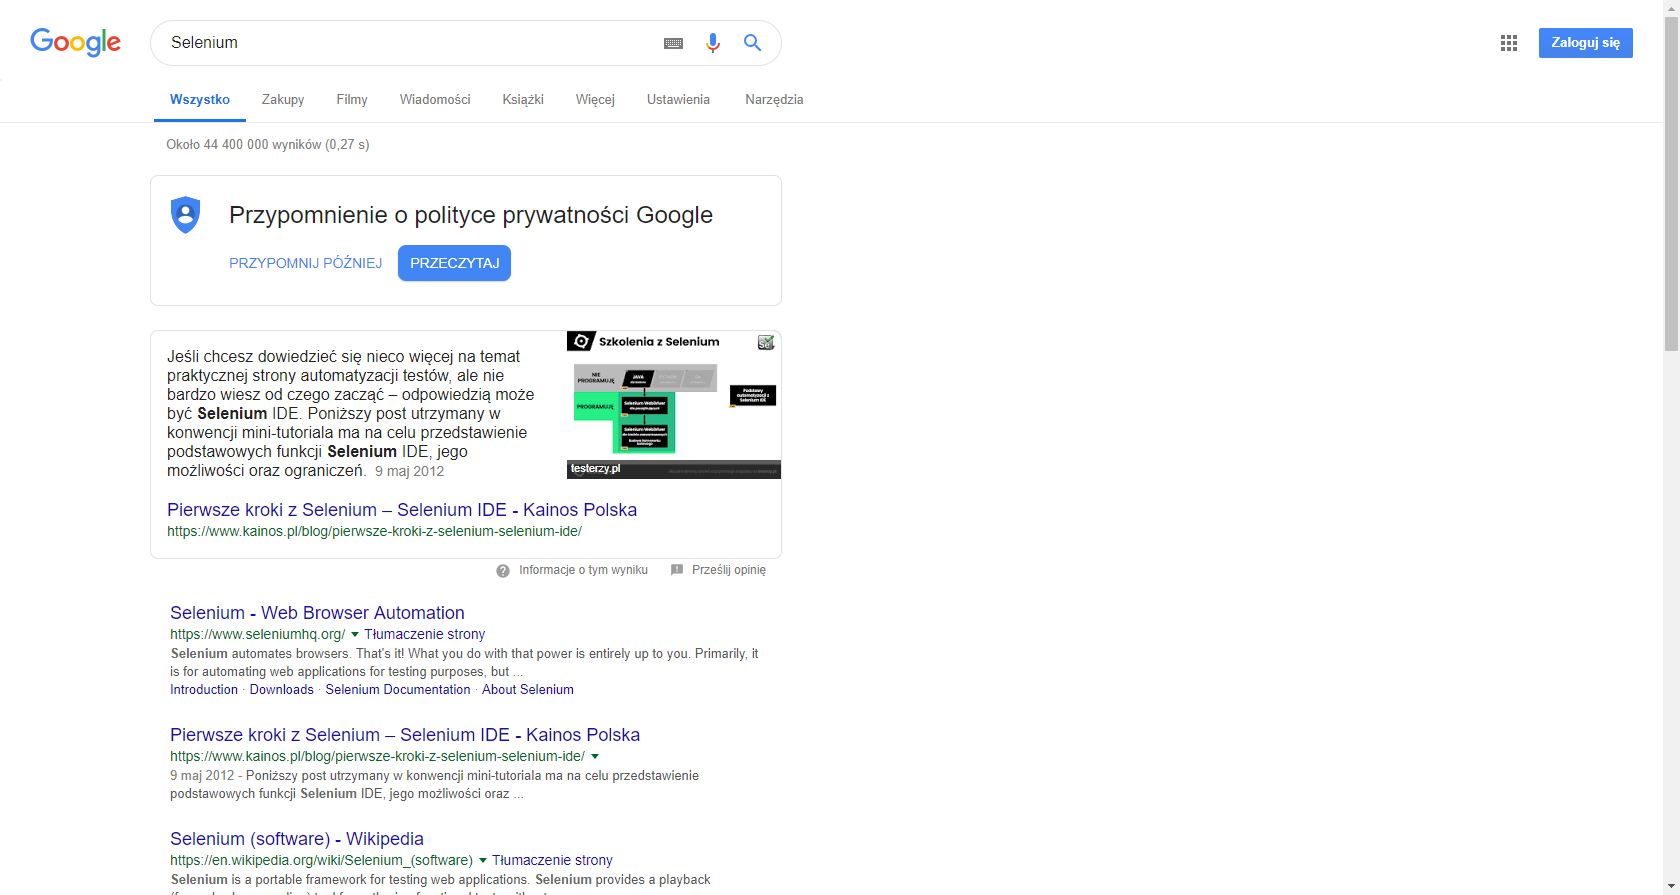 Google
Selenium
Zaloguj się
Wszystko Zakupy Filmy Wiadomości Książki Więcej Ustawienia Narzędzia
Około 44 400 000 wyników (0,27 s)
Przypomnienie o polityce prywatności Google
PRZYPOMNIJ PÓŹNIEJ PRZECZYTAJ
Jeśli chcesz dowiedzieć się nieco więcej na temat
praktycznej strony automatyzacji testów, ale nie
bardzo wiesz od czego zacząć – odpowiedzią może
być Selenium IDE. Poniższy post utrzymany w
konwencji mini-tutoriala ma na celu przedstawienie
podstawowych funkcji Selenium IDE, jego
możliwości oraz ograniczeń. 9 maj 2012
Szkolenia z Selenium
Se
NIE
PROGRAMUJĘ
JAVA
PROGRAMUJĘ
Selenium WebDriver
Selenium WebDriver
Podstawy
automatyzacji z
Selenium IDE
testerzy.pl
Pierwsze kroki z Selenium – Selenium IDE - Kainos Polska
https://www.kainos.pl/blog/pierwsze-kroki-z-selenium-selenium-ide/
Informacje o tym wyniku Prześlij opinię
Selenium - Web Browser Automation
https://www.seleniumhq.org/ Tłumaczenie strony
Selenium automates browsers. That's it! What you do with that power is entirely up to you. Primarily, it
is for automating web applications for testing purposes, but ...
Introduction · Downloads · Selenium Documentation · About Selenium
Pierwsze kroki z Selenium – Selenium IDE - Kainos Polska
https://www.kainos.pl/blog/pierwsze-kroki-z-selenium-selenium-ide/
9 maj 2012 - Poniższy post utrzymany w konwencji mini-tutoriala ma na celu przedstawienie
podstawowych funkcji Selenium IDE, jego możliwości oraz ...
Selenium (software) - Wikipedia
https://en.wikipedia.org/wiki/Selenium_(software) Tłumaczenie strony
Selenium is a portable framework for testing web applications. Selenium provides a playback